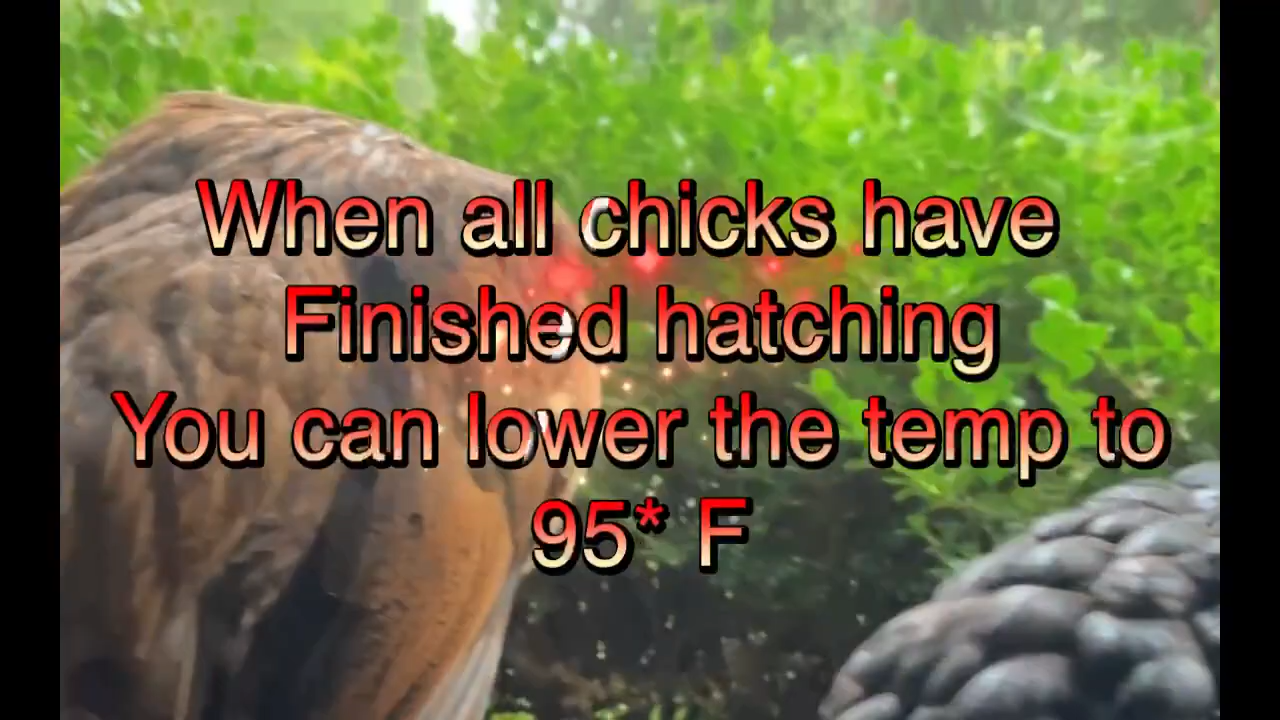 When all chicks have
Finished hatching
You can lower the temp to
95* F